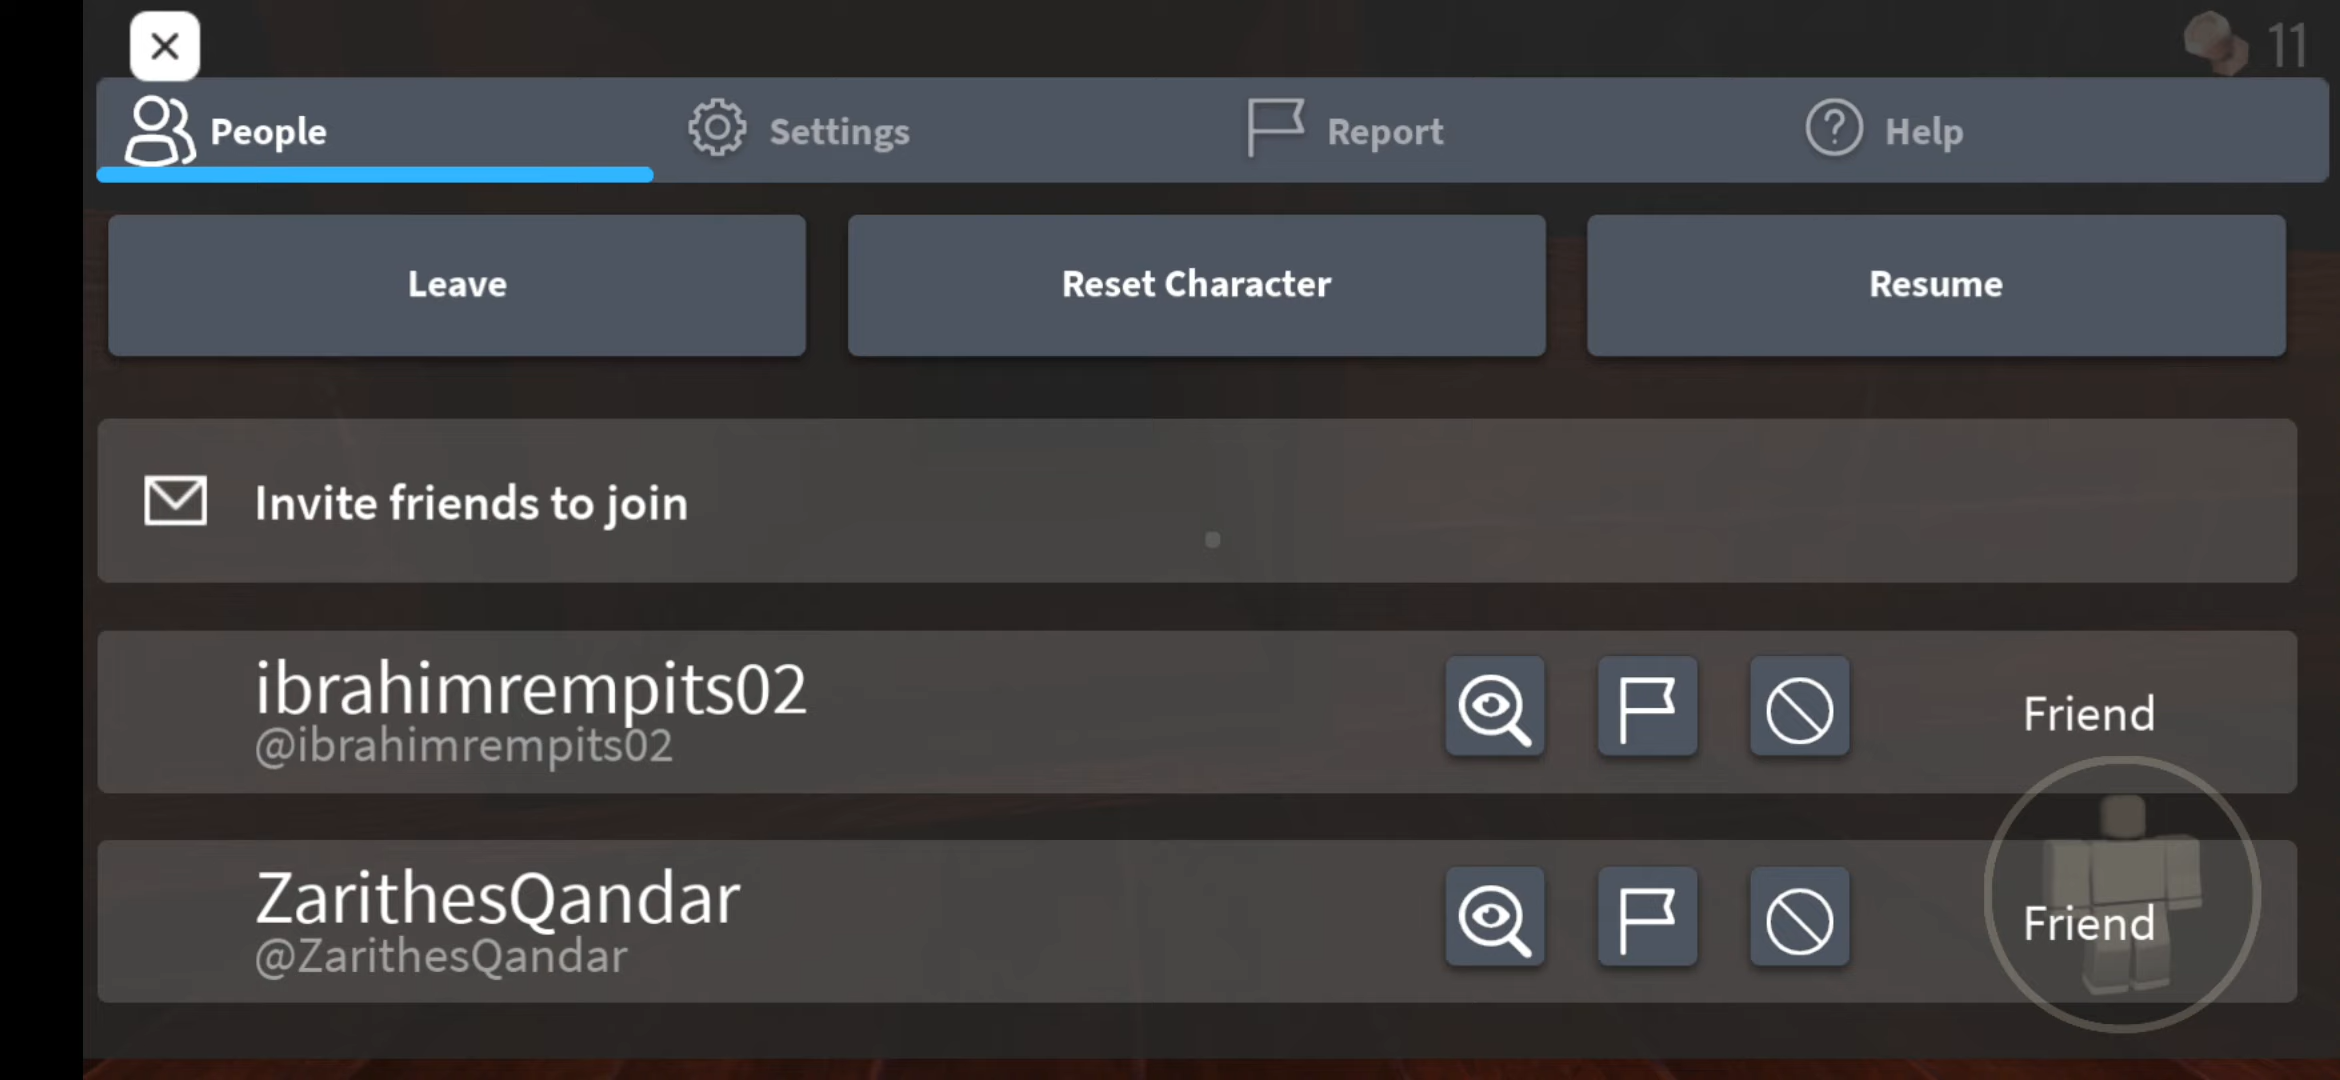 11
People
Settings
Report
Help
Leave
Reset Character
Resume
Invite friends to join
ibrahimrempits02
@ibrahimrempits02
Friend
ZarithesQandar
@ZarithesQandar
Friend